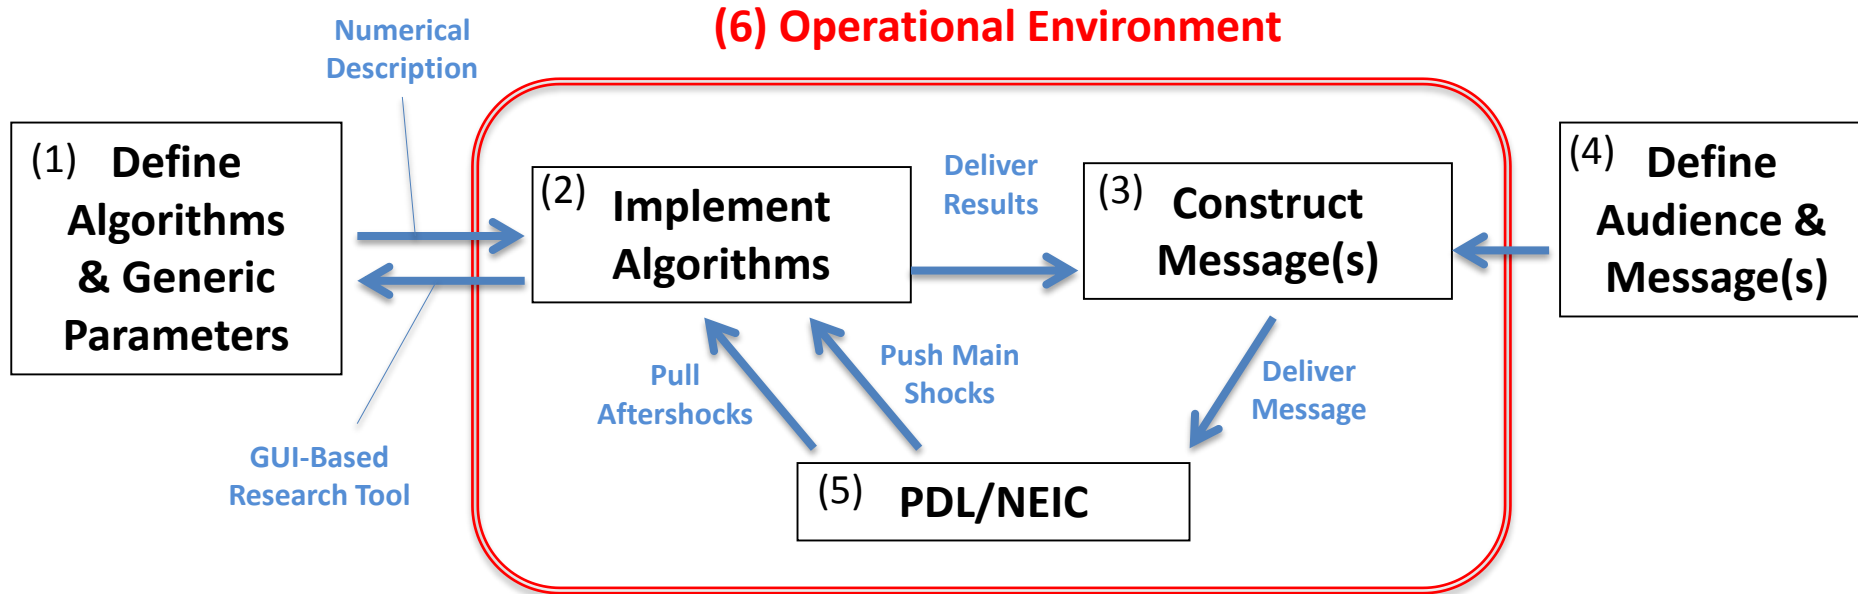 (6) Operational Environment
Numerical
Description
(1) Define
Algorithms
& Generic
Parameters
GUI-Based
Research Tool
(2) Implement
Algorithms
Deliver
Results
(3) Construct
Message(s)
(4) Define
Audience &
Message(s)
Pull
Aftershocks
Push Main
Shocks
Deliver
Message
(5) PDL/NEIC